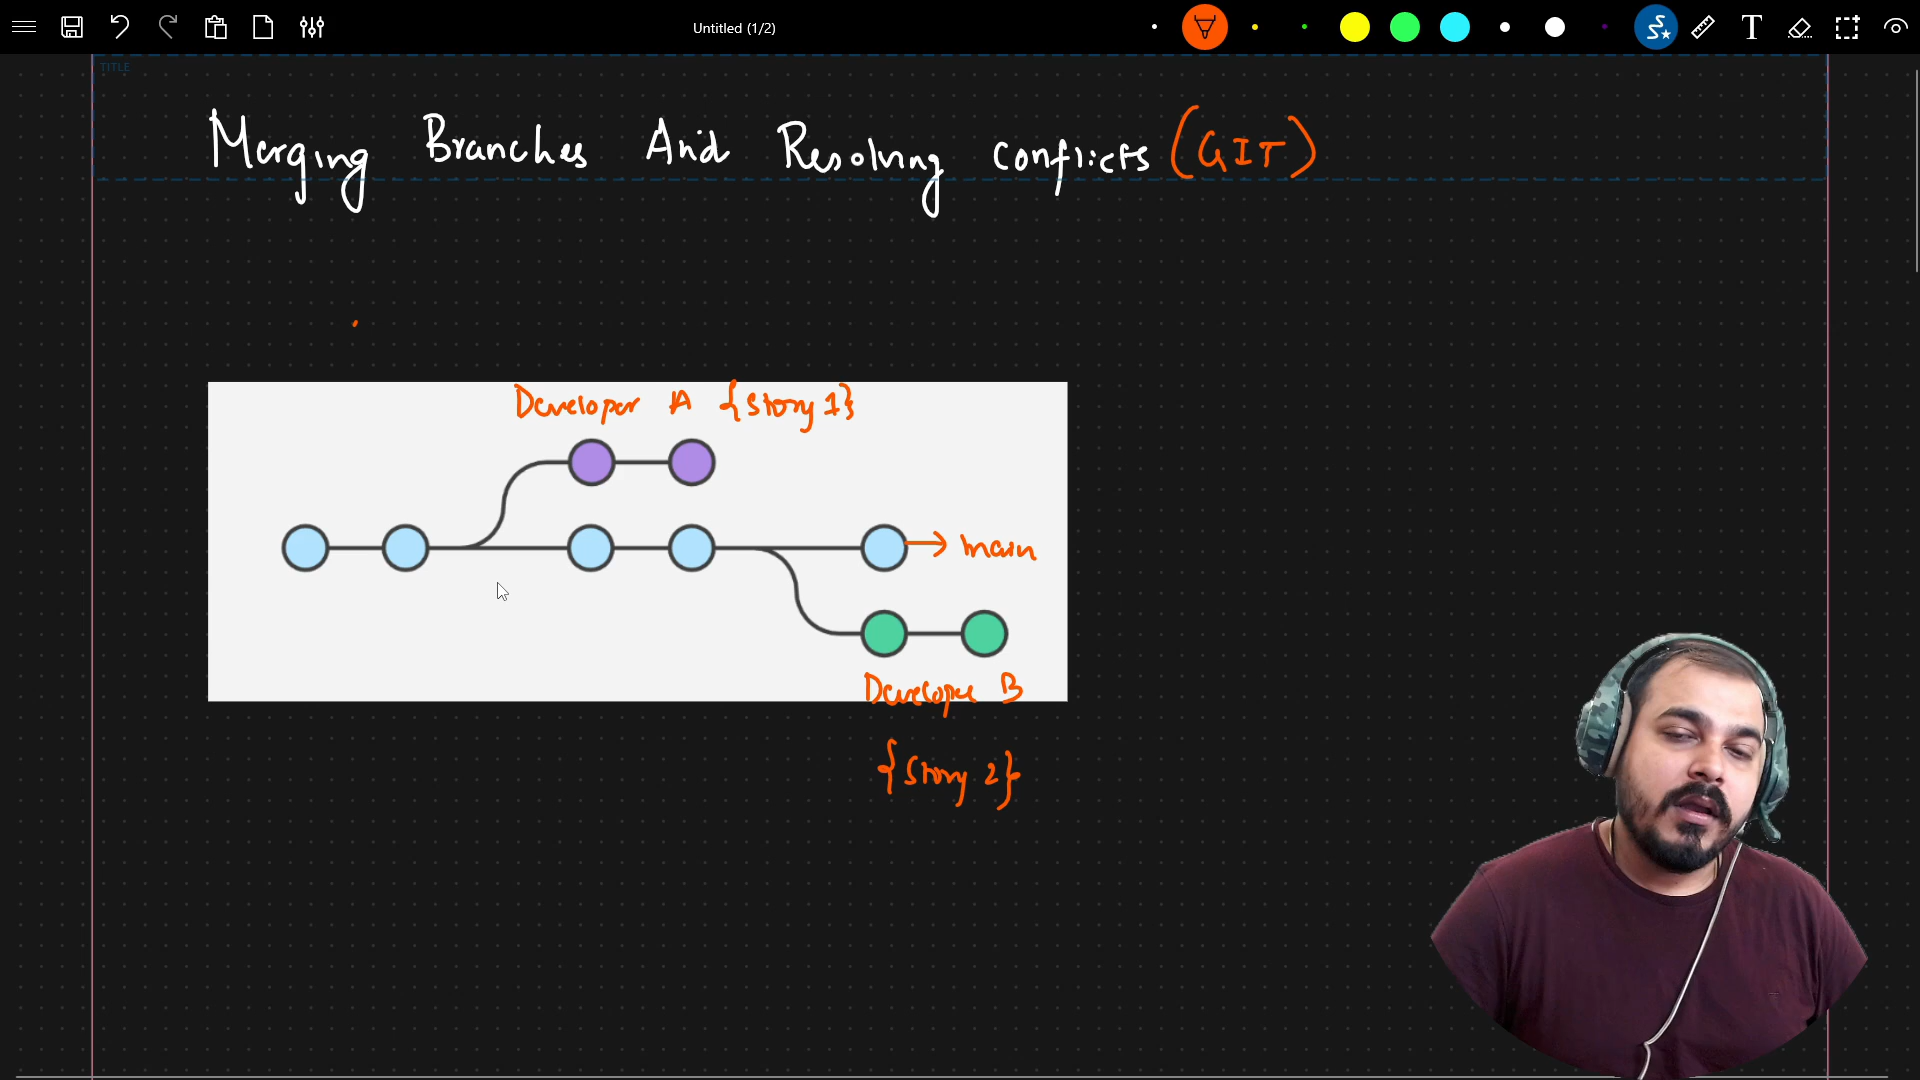 Untitled (1/2)
T
TITLE
Merging Branches And Resolving conflicts (GIT)
Developer A {Story 1}
main
Developer B
{Story 2}